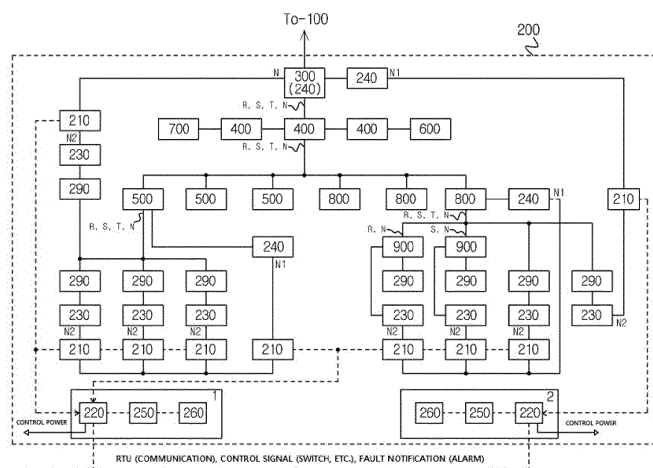 To-100
200
N 300 (240) 240 N1
R, S, T, N
210
700 400 400 400 600
N2
R, S, T, N
230
290
500 500 500 800 800 800 240 N1 210
R, S, T, N
R, S, T, N
R, N S, N
240 900 900
N1
290 290 290 290 290 290 290
230 230 230 230 230 230 230
N2 N2 N2 N2 N2 N2 N2
210 210 210 210 210 210 210
1 2
CONTROL POWER 220 250 260 260 250 220 CONTROL POWER
RTU (COMMUNICATION), CONTROL SIGNAL (SWITCH, ETC.), FAULT NOTIFICATION (ALARM)